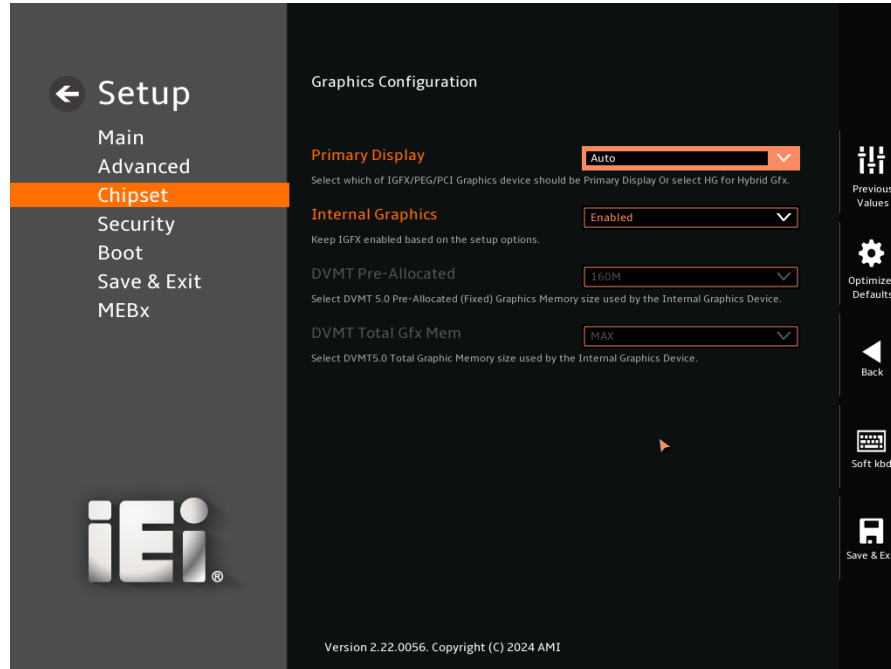 Setup
Main
Advanced
Chipset
Security
Boot
Save & Exit
MEBx
iEi ®
Graphics Configuration
Primary Display Auto
Select which of IGFX/PEG/PCI Graphics device should be Primary Display Or select HG for Hybrid Gfx.
Internal Graphics Enabled
Keep IGFX enabled based on the setup options.
DVMT Pre-Allocated 160M
Select DVMT 5.0 Pre-Allocated (Fixed) Graphics Memory size used by the Internal Graphics Device.
DVMT Total Gfx Mem MAX
Select DVMT5.0 Total Graphic Memory size used by the Internal Graphics Device.
Version 2.22.0056. Copyright (C) 2024 AMI
Previous
Values
Optimize
Defaults
Back
Soft kbd
Save & Ex